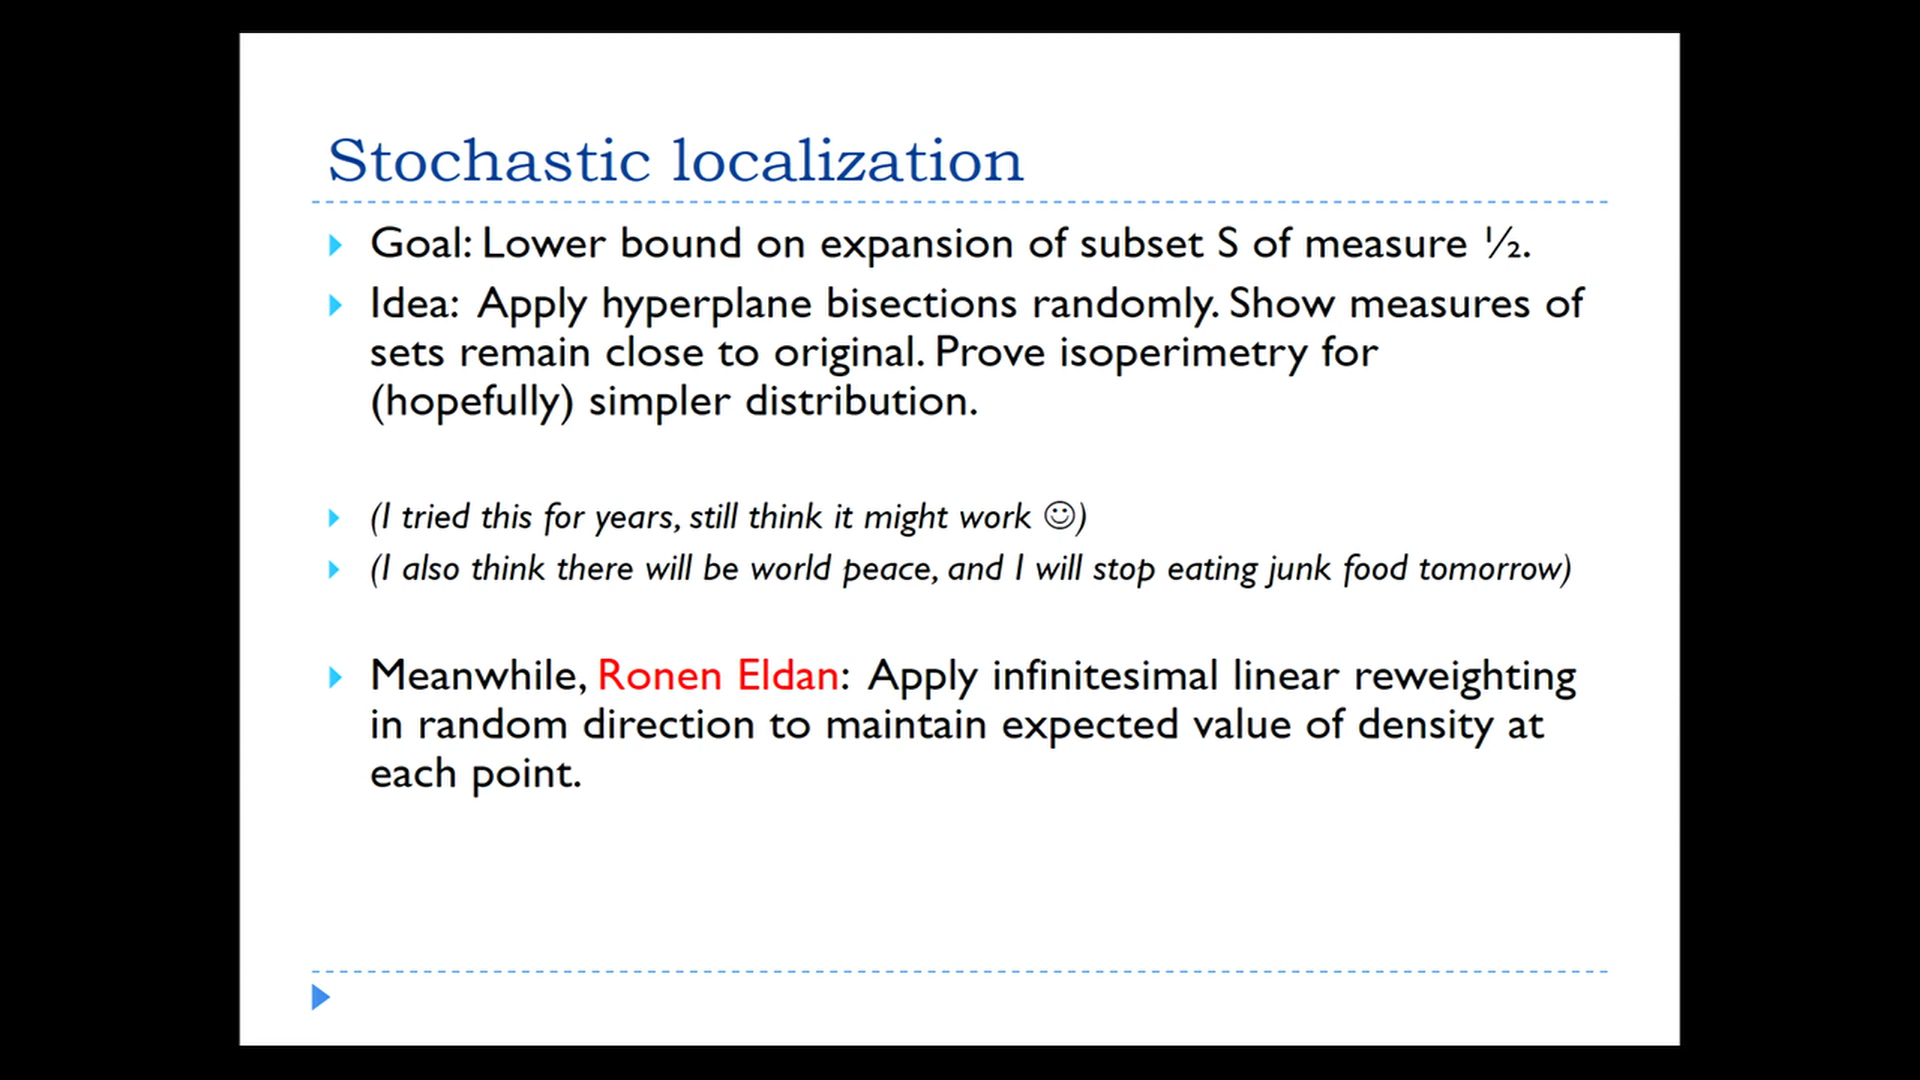 Stochastic localization
Goal: Lower bound on expansion of subset S of measure ½.
Idea: Apply hyperplane bisections randomly. Show measures of
sets remain close to original. Prove isoperimetry for
(hopefully) simpler distribution.
(I tried this for years, still think it might work ☺)
(I also think there will be world peace, and I will stop eating junk food tomorrow)
Meanwhile, Ronen Eldan: Apply infinitesimal linear reweighting
in random direction to maintain expected value of density at
each point.